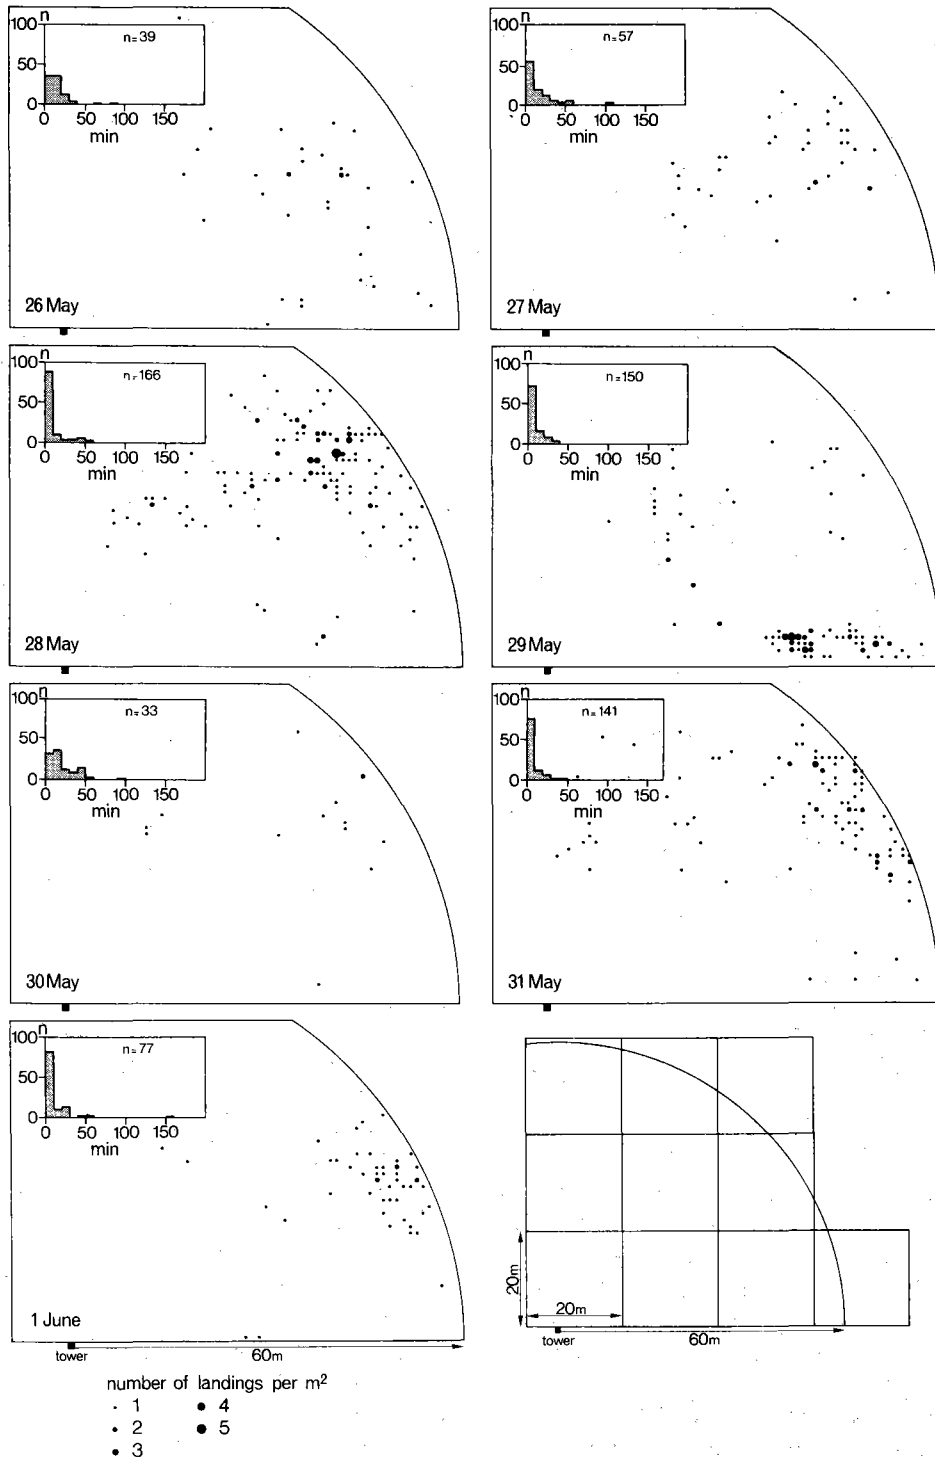 100 n
n=39
50
0
0 50 100 150
min
26 May
100 n
n=57
50
0
0 50 100 150
min
27 May
100 n
n=166
50
0
0 50 100 150
min
28 May
100 n
n=150
50
0
0 50 100 150
min
29 May
100 n
n=33
50
0
0 50 100 150
min
30 May
100 n
n=141
50
0
0 50 100 150
min
31 May
100 n
n=77
50
0
0 50 100 150
min
1 June
tower
60m
20m
20m
tower
60m
number of landings per m²
1
2
3
4
5